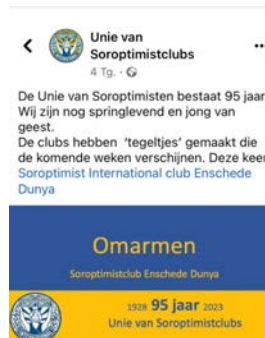 Unie van
Soroptimistclubs
4 Tg.
De Unie van Soroptimisten bestaat 95 jaar
Wij zijn nog springlevend en jong van
geest.
De clubs hebben 'tegeltjes' gemaakt die
de komende weken verschijnen. Deze keer
Soroptimist International club Enschede
Dunya
Omarmen
Soroptimistclub Enschede Dunya
1928 95 jaar 2023
Unie van Soroptimistclubs